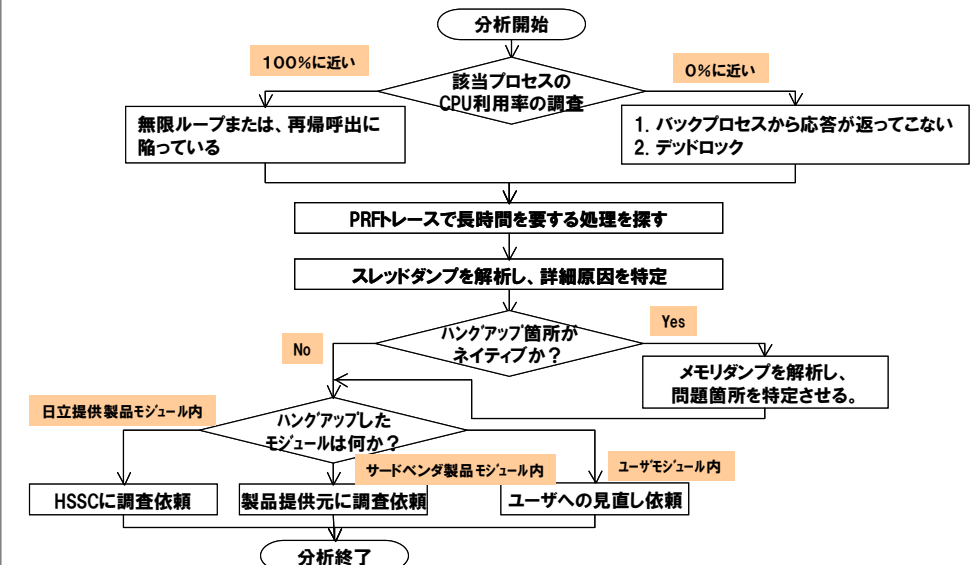 分析開始
100%に近い
0%に近い
該当プロセスの
CPU利用率の調査
無限ループまたは、再帰呼出に
陥っている
1. バックプロセスから応答が返ってこない
2. デッドロック
PRFトレースで長時間を要する処理を探す
スレッドダンプを解析し、詳細原因を特定
ハングアップ箇所が
ネイティブか？
Yes
No
メモリダンプを解析し、
問題箇所を特定させる。
日立提供製品モジュール内
ハングアップした
モジュールは何か？
サードベンダ製品モジュール内
ユーザモジュール内
HSSCに調査依頼
製品提供元に調査依頼
ユーザへの見直し依頼
分析終了